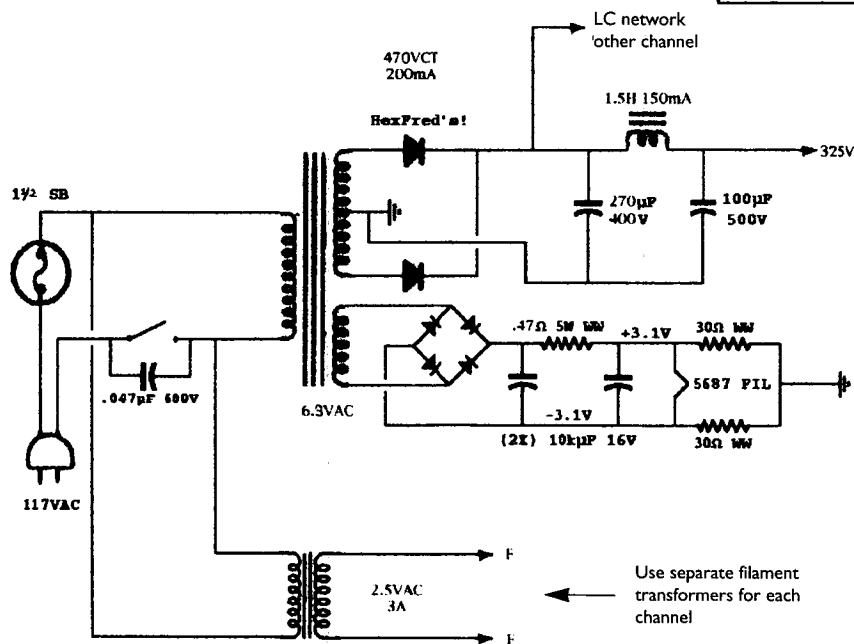 LC network
'other channel
470VCT
200mA
1.5H 150mA
HexFred's!
325V
1½ SB
270µF
400V
100µF
500V
.47Ω 5W WW
+3.1V
30Ω WW
5687 FIL
.047µF 600V
6.3VAC
-3.1V
(2X) 10kµF 16V
30Ω WW
117VAC
2.5VAC
3A
Use separate filament
transformers for each
channel